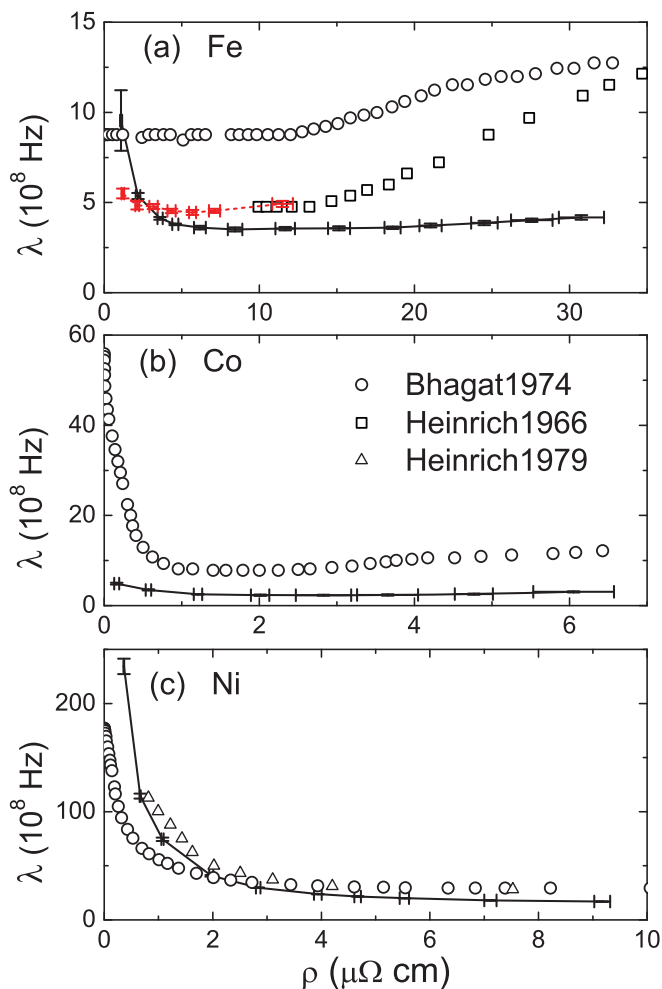 15
(a) Fe
10
5
0
λ (10⁸ Hz)
0 10 20 30
60
(b) Co
Bhagat1974
40
Heinrich1966
Heinrich1979
20
0
λ (10⁸ Hz)
0 2 4 6
(c) Ni
200
100
0
λ (10⁸ Hz)
0 2 4 6 8 10
ρ (μΩ cm)